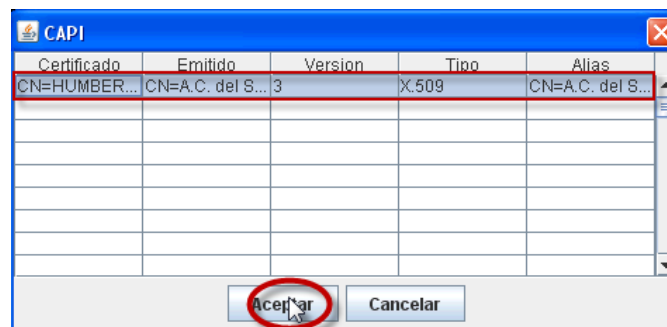 CAPI
Certificado Emitido Version Tipo Alias
CN=HUMBER... CN=A.C. del S... 3 X.509 CN=A.C. del S...
Aceptar Cancelar